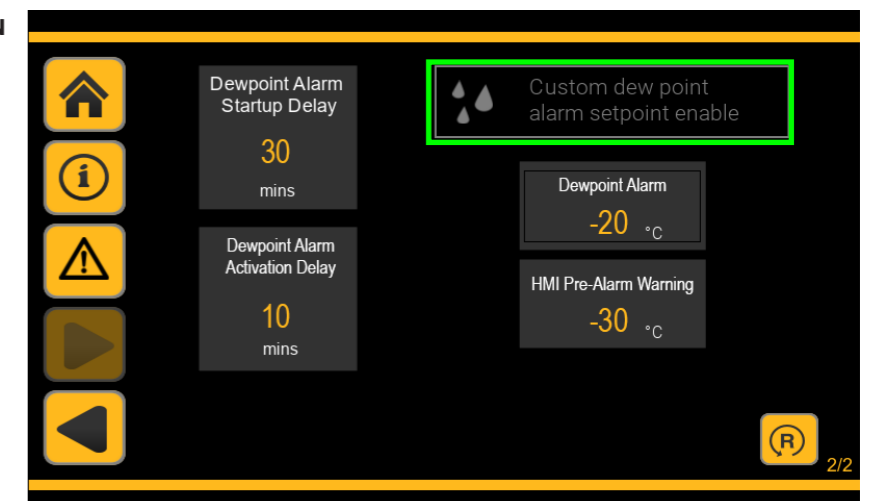 Dewpoint Alarm
Startup Delay
30
mins
Custom dew point
alarm setpoint enable
Dewpoint Alarm
-20 °C
Dewpoint Alarm
Activation Delay
10
mins
HMI Pre-Alarm Warning
-30 °C
R
2/2